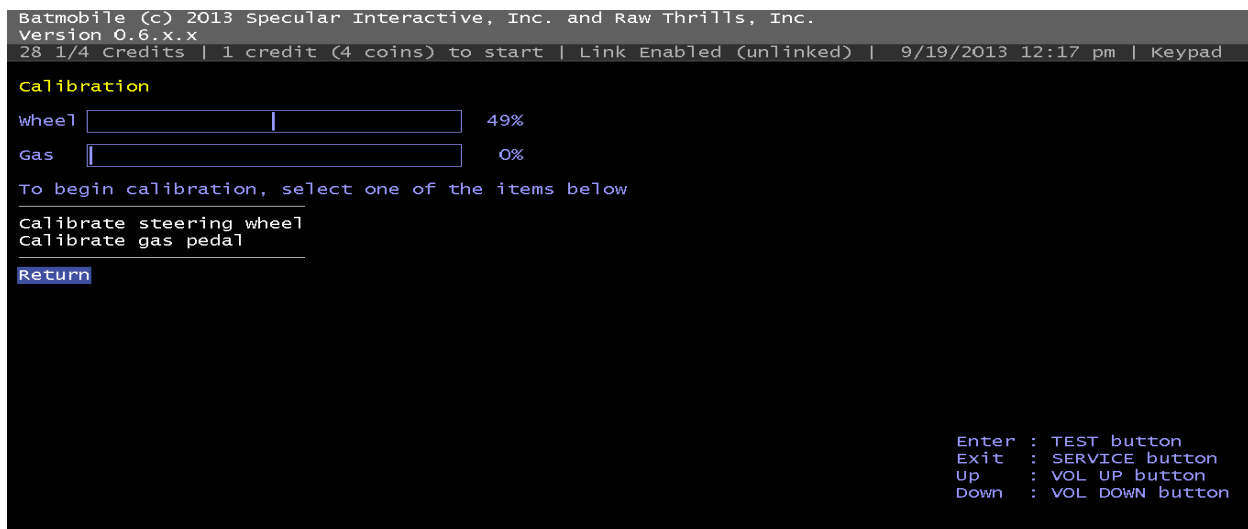 Batmobile (c) 2013 Specular Interactive, Inc. and Raw Thrills, Inc.
Version 0.6.x.x
28 1/4 Credits | 1 credit (4 coins) to start | Link Enabled (unlinked) | 9/19/2013 12:17 pm | Keypad
Calibration
Wheel 49%
Gas 0%
To begin calibration, select one of the items below
Calibrate steering wheel
Calibrate gas pedal
Return
Enter : TEST button
Exit : SERVICE button
Up : VOL UP button
Down : VOL DOWN button